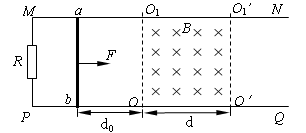 M a O₁ O₁′ N
B
R F
P b O O′ Q
d₀ d